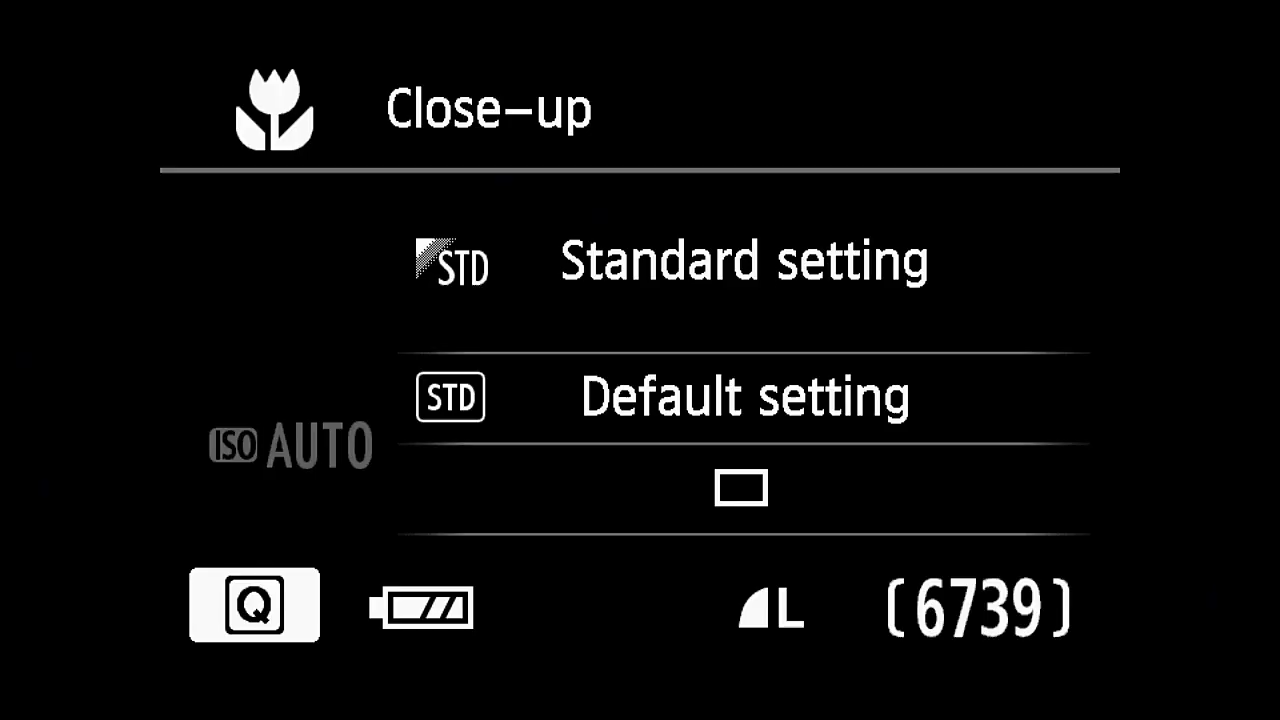 Close-up
STD Standard setting
STD Default setting
ISO AUTO
Q L [6739]